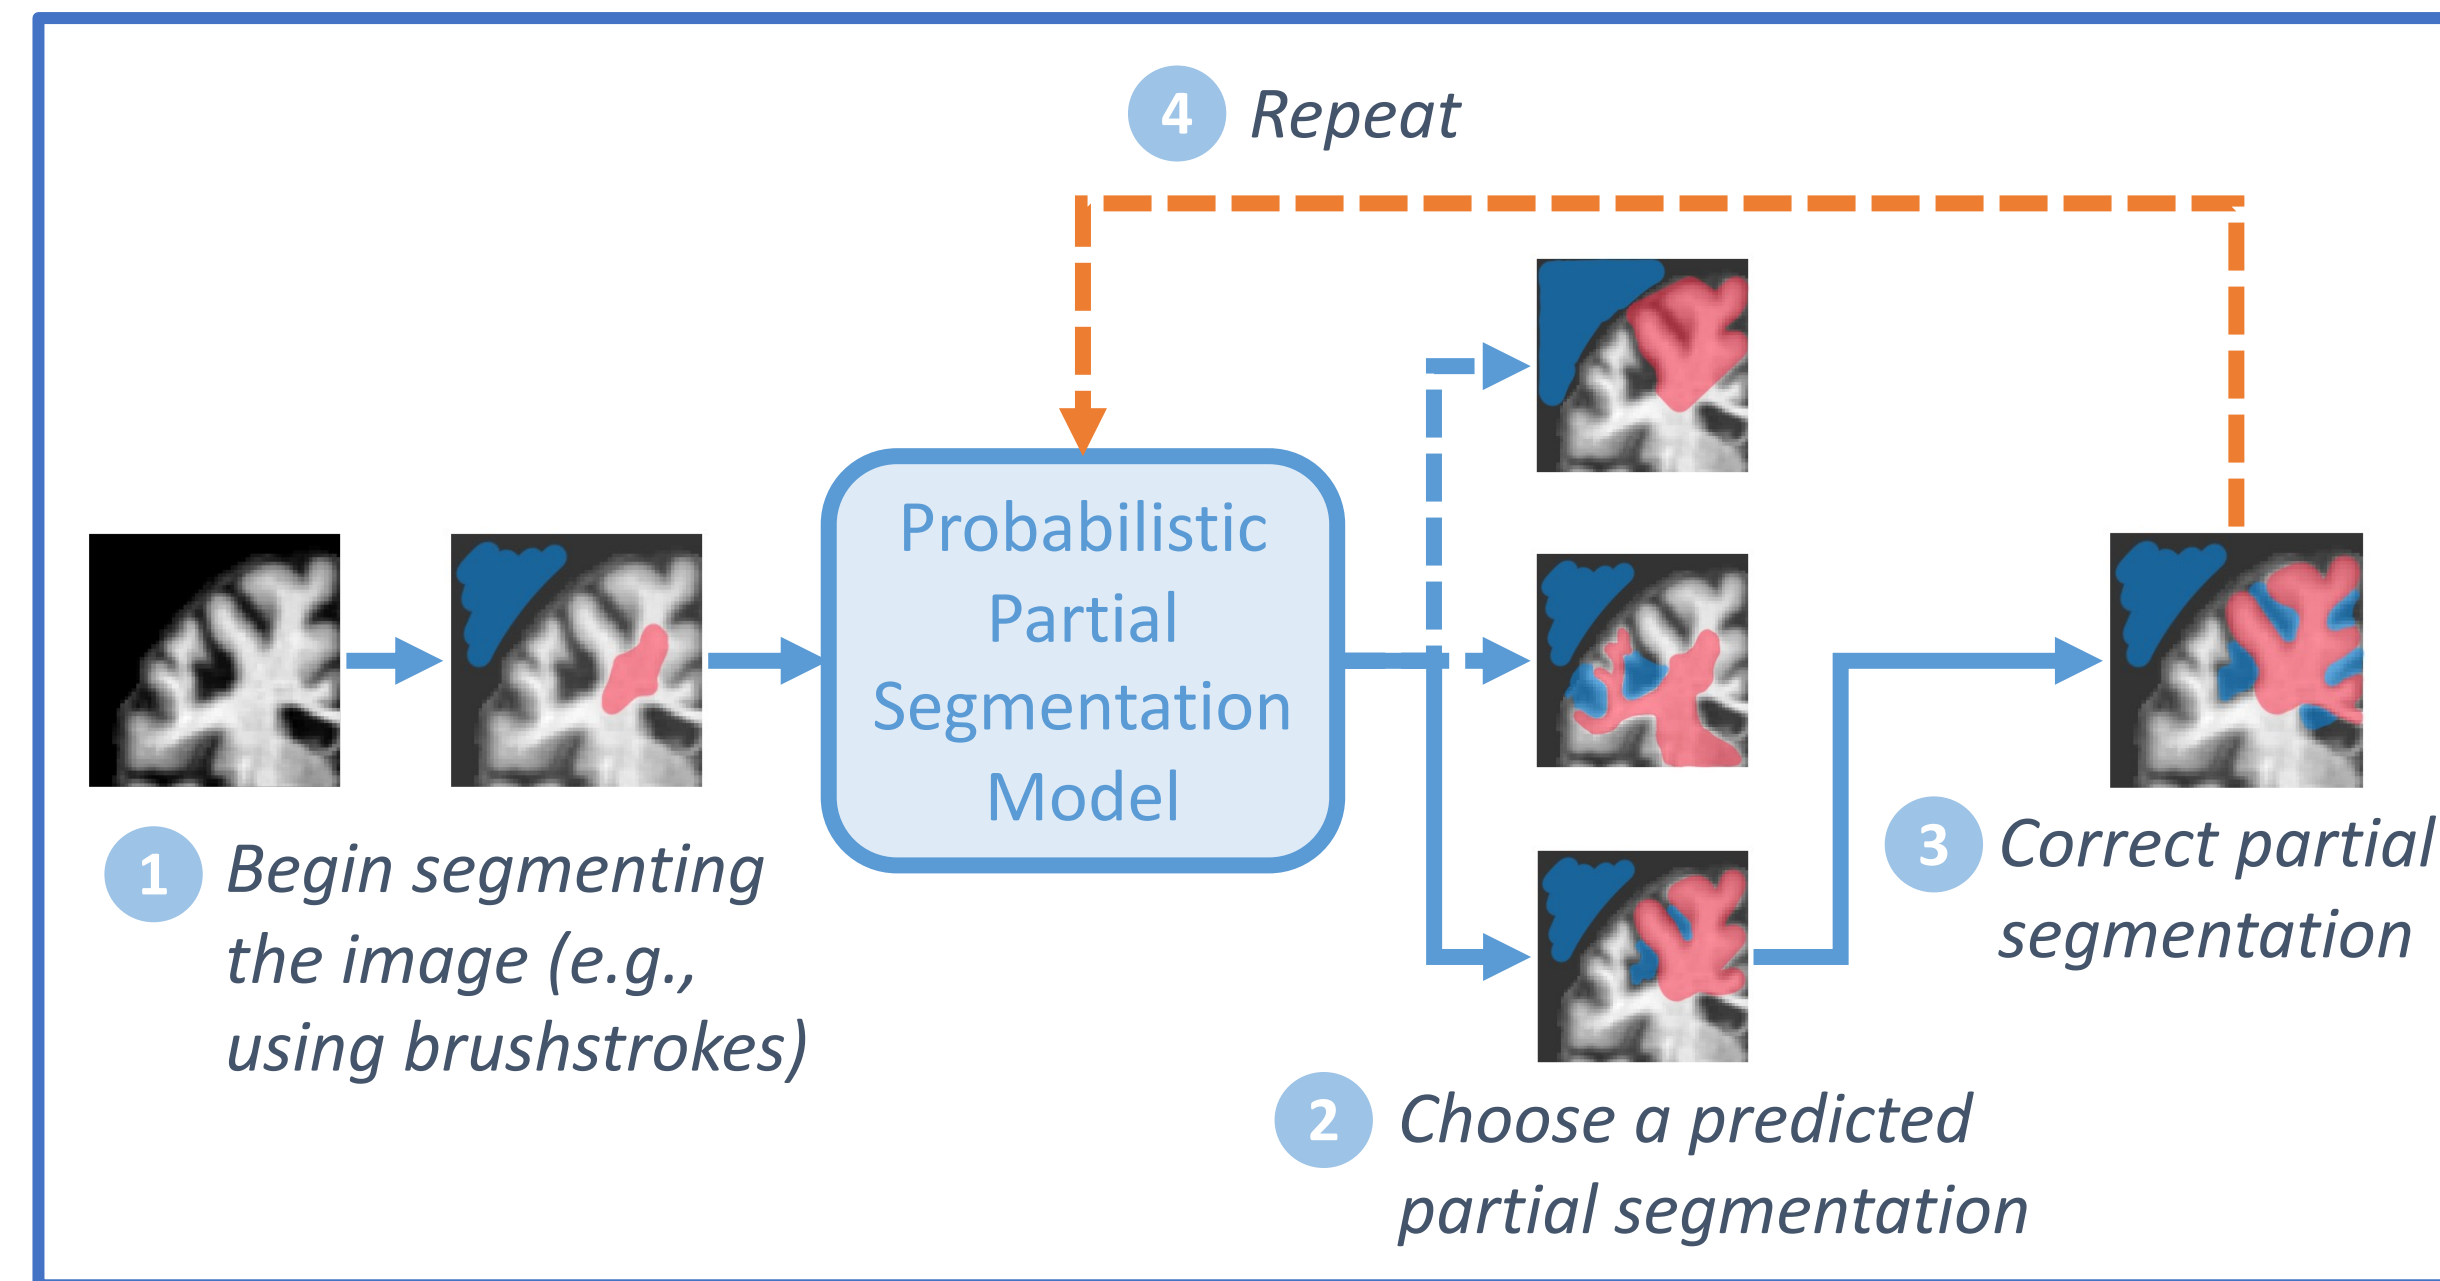 4 Repeat
Probabilistic
Partial
Segmentation
Model
1 Begin segmenting
the image (e.g.,
using brushstrokes)
2 Choose a predicted
partial segmentation
3 Correct partial
segmentation